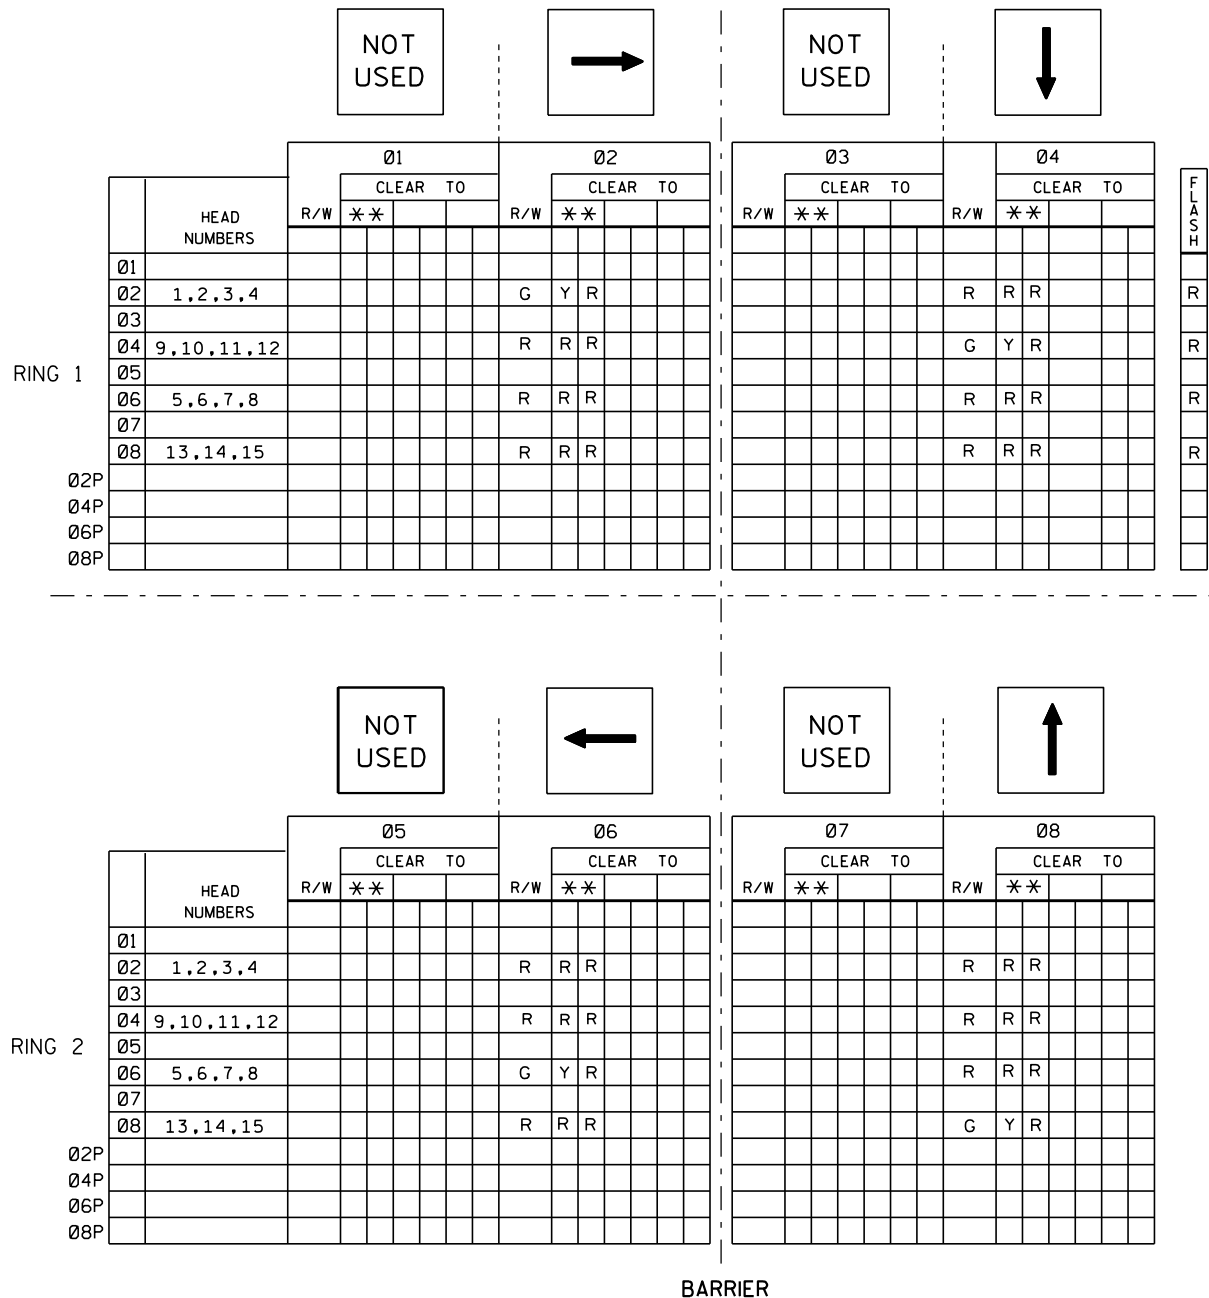 NOT USED
NOT USED
Ø1 Ø2 Ø3 Ø4
CLEAR TO CLEAR TO CLEAR TO CLEAR TO
HEAD NUMBERS R/W ** R/W ** R/W ** R/W ** FLASH
Ø1
Ø2 1,2,3,4 G Y R R R R R
Ø3
Ø4 9,10,11,12 R R R G Y R R
RING 1
Ø5
Ø6 5,6,7,8 R R R R R R R
Ø7
Ø8 13,14,15 R R R R R R R
Ø2P
Ø4P
Ø6P
Ø8P
NOT USED
NOT USED
Ø5 Ø6 Ø7 Ø8
CLEAR TO CLEAR TO CLEAR TO CLEAR TO
HEAD NUMBERS R/W ** R/W ** R/W ** R/W **
Ø1
Ø2 1,2,3,4 R R R R R R
Ø3
Ø4 9,10,11,12 R R R R R R
RING 2
Ø5
Ø6 5,6,7,8 G Y R R R R
Ø7
Ø8 13,14,15 R R R G Y R
Ø2P
Ø4P
Ø6P
Ø8P
BARRIER